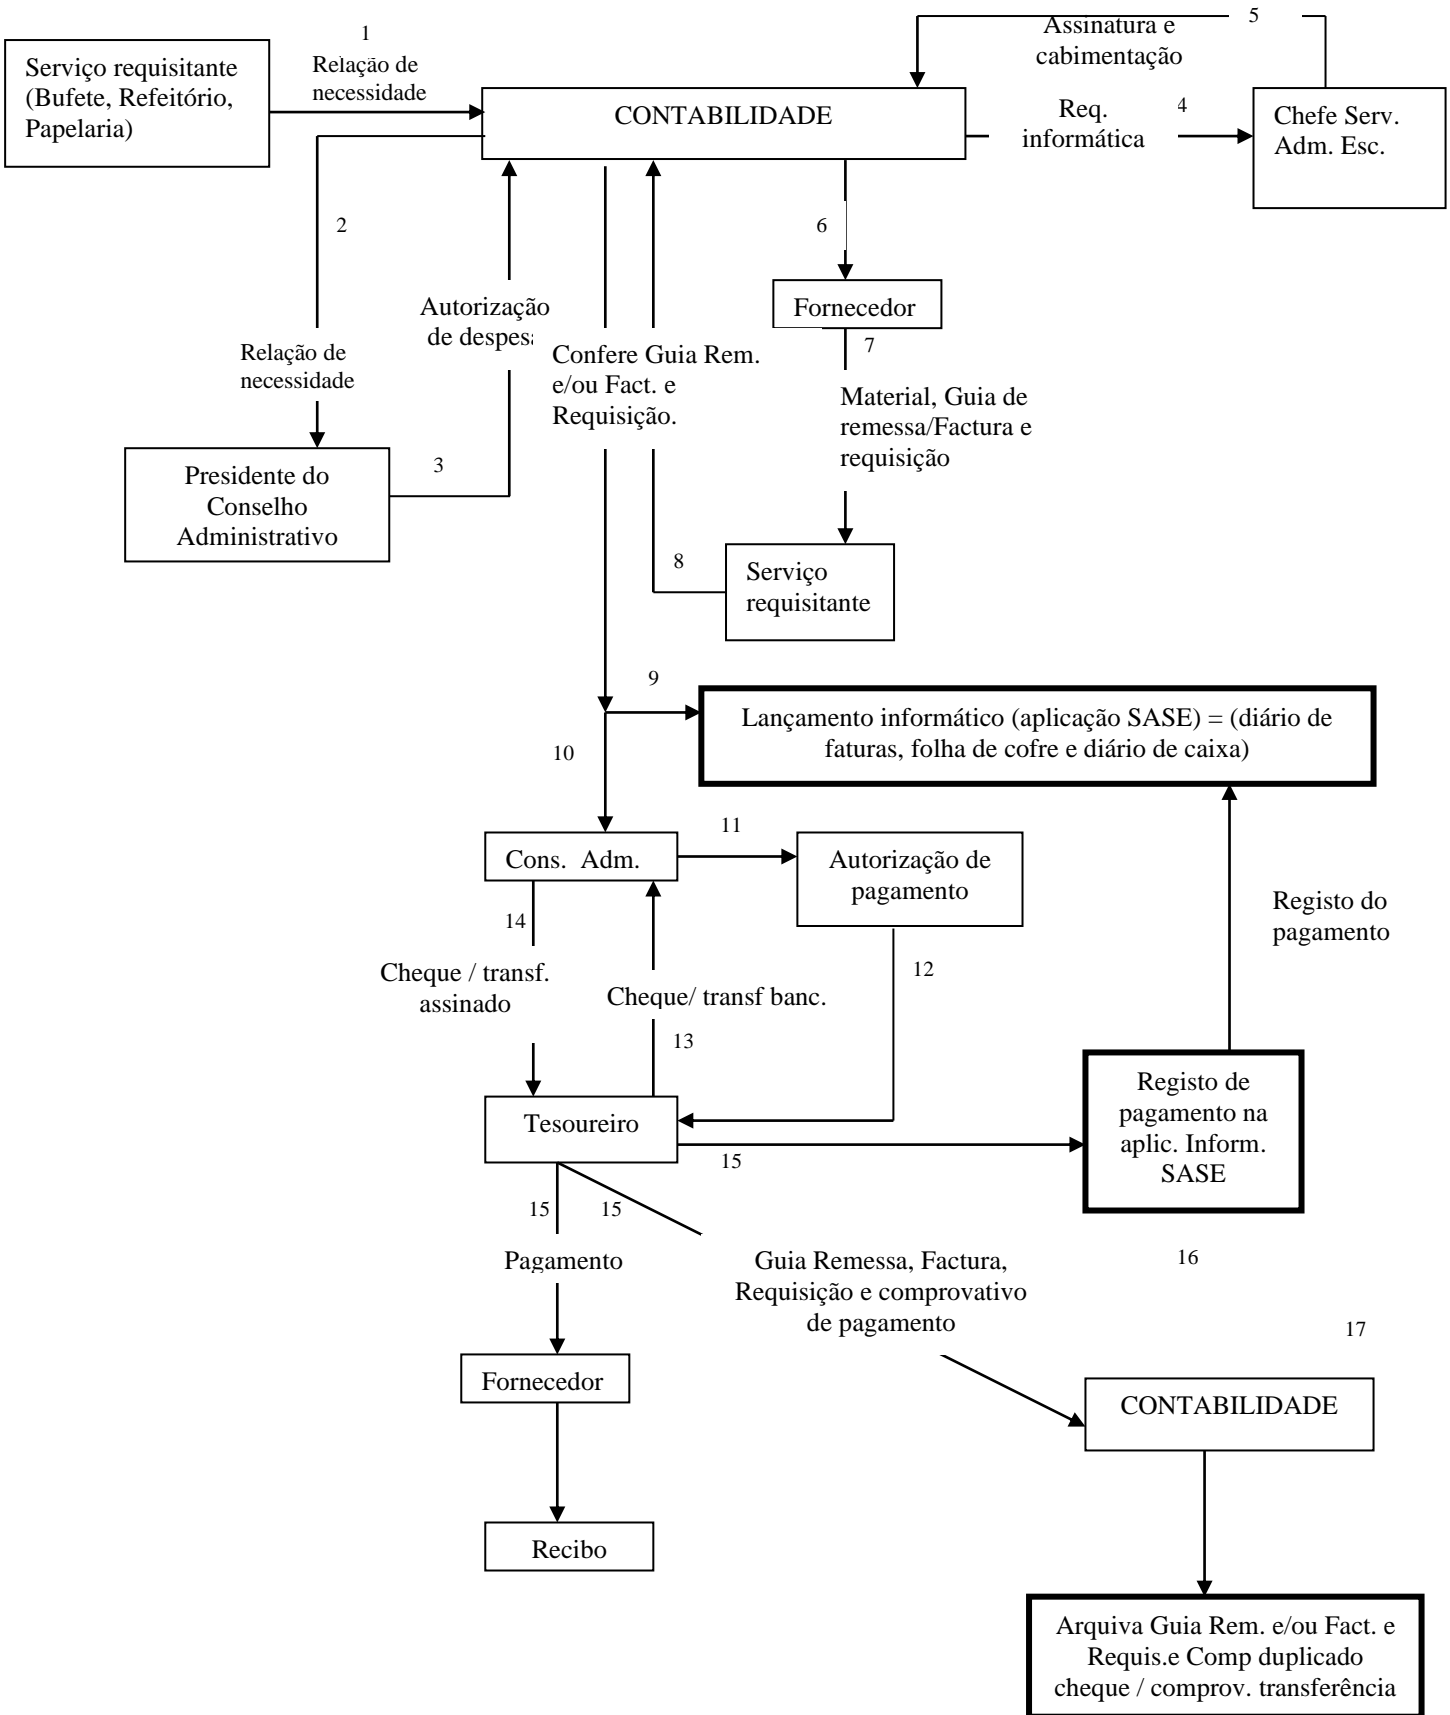 1
5
Assinatura e
cabimentação
Serviço requisitante
(Bufete, Refeitório,
Papelaria)
Relação de
necessidade
CONTABILIDADE
Req.
informática
4
Chefe Serv.
Adm. Esc.
2
6
Autorização
de despesa
Fornecedor
7
Relação de
necessidade
Confere Guia Rem.
e/ou Fact. e
Requisição.
Material, Guia de
remessa/Factura e
requisição
3
Presidente do
Conselho
Administrativo
8
Serviço
requisitante
9
Lançamento informático (aplicação SASE) = (diário de
faturas, folha de cofre e diário de caixa)
10
11
Cons. Adm.
Autorização de
pagamento
Registo do
pagamento
14
12
Cheque / transf.
assinado
Cheque/ transf banc.
13
Registo de
pagamento na
aplic. Inform.
SASE
Tesoureiro
15
15
15
Pagamento
Guia Remessa, Factura,
Requisição e comprovativo
de pagamento
16
17
Fornecedor
CONTABILIDADE
Recibo
Arquiva Guia Rem. e/ou Fact. e
Requis.e Comp duplicado
cheque / comprov. transferência